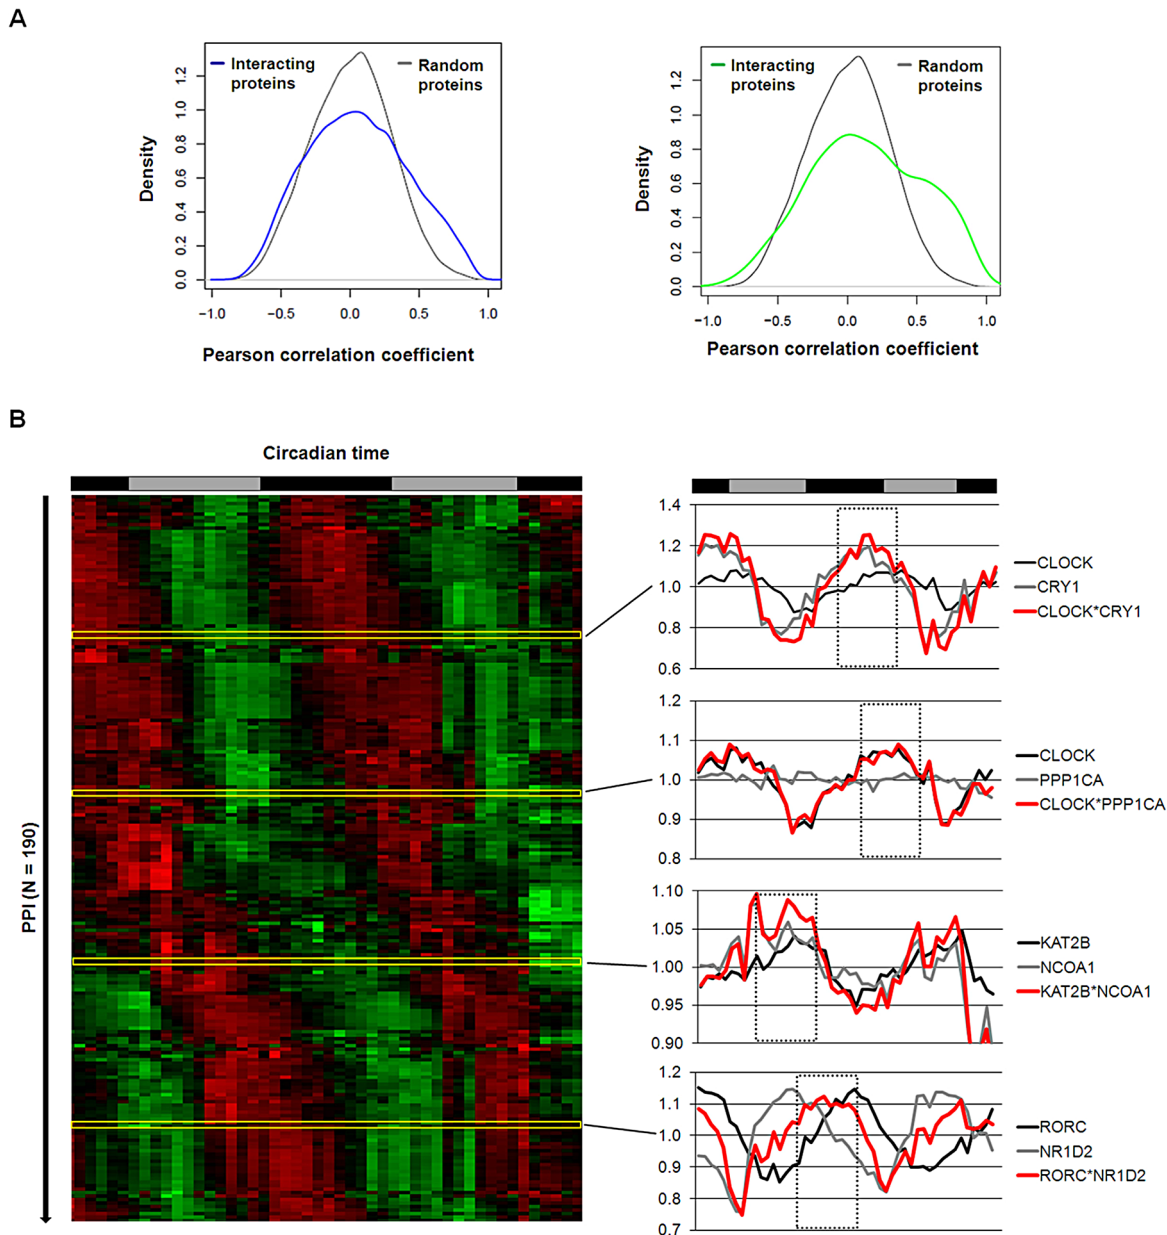 A
Interacting proteins
Random proteins
Density
0.0 0.2 0.4 0.6 0.8 1.0 1.2
−1.0 −0.5 0.0 0.5 1.0
Pearson correlation coefficient
Interacting proteins
Random proteins
Density
0.0 0.2 0.4 0.6 0.8 1.0 1.2
−1.0 −0.5 0.0 0.5 1.0
Pearson correlation coefficient
B
Circadian time
PPI (N = 190)
1.4
1.2
1.0
0.8
0.6
CLOCK
CRY1
CLOCK*CRY1
1.2
1.1
1.0
0.9
0.8
CLOCK
PPP1CA
CLOCK*PPP1CA
1.10
1.05
1.00
0.95
0.90
KAT2B
NCOA1
KAT2B*NCOA1
1.2
1.1
1.0
0.9
0.8
0.7
RORC
NR1D2
RORC*NR1D2